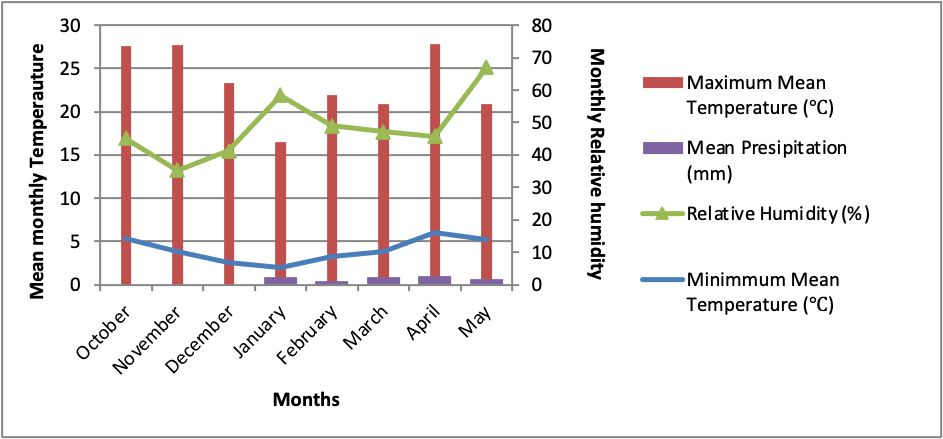 Mean monthly Temperauture
30
25
20
15
10
5
0
October
November
December
January
February
March
April
May
Months
80
70
60
50
40
30
20
10
0
Monthly Relative humidity
Maximum Mean
Temperature (°C)
Mean Presipitation
(mm)
Relative Humidity (%)
Minimmum Mean
Temperature (°C)